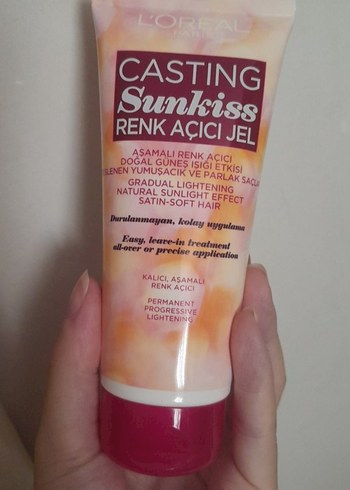 L'ORÉAL
PARIS
CASTING
Sunkiss
RENK AÇICI JEL
AŞAMALI RENK AÇICI
DOĞAL GÜNEŞ IŞIĞI ETKİSİ
YUMUŞACIK VE PARLAK
GRADUAL LIGHTENING
NATURAL SUNLIGHT EFFECT
SATIN-SOFT HAIR
Durulanmayan, kolay uygulama
Easy, leave-in treatment
all-over or precise application
KALICI, AŞAMALI
RENK AÇICI
PERMANENT
PROGRESSIVE
LIGHTENING